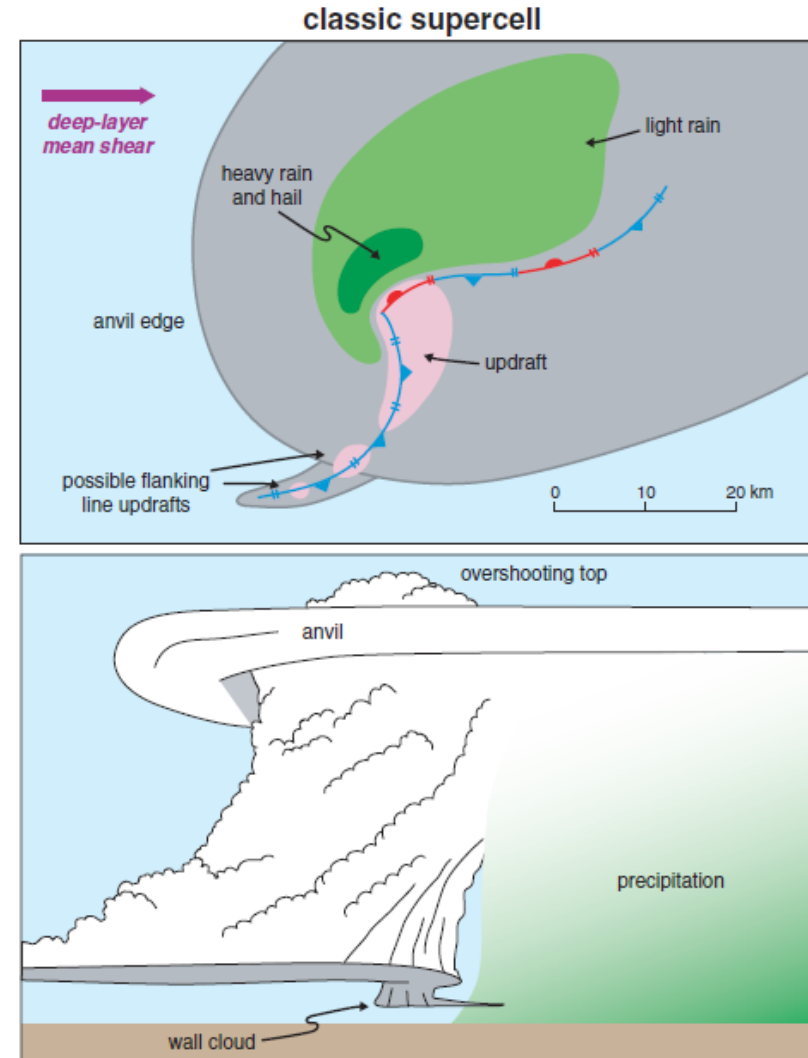 classic supercell
deep-layer
mean shear
light rain
heavy rain
and hail
anvil edge
updraft
possible flanking
line updrafts
0 10 20 km
overshooting top
anvil
precipitation
wall cloud